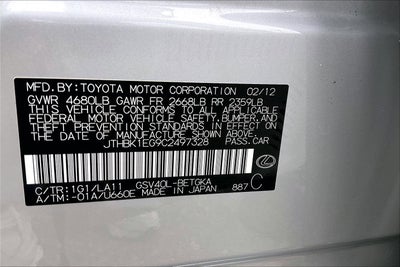 MFD.BY:TOYOTA MOTOR CORPORATION 02/12
GVWR 4680LB GAWR FR 2668LB RR 2359LB
THIS VEHICLE CONFORMS TO ALL APPLICABLE
FEDERAL MOTOR VEHICLE SAFETY,BUMPER,AND
THEFT PREVENTION STANDARDS IN EFFECT ON
THE DATE OF MANUFACTURE SHOWN ABOVE.
JTHBK1EG9C2497328 PASS.CAR
C/TR:1G1/LA11 GSV40L-BETGKA
A/TM:-01A/U660E MADE IN JAPAN 887 C